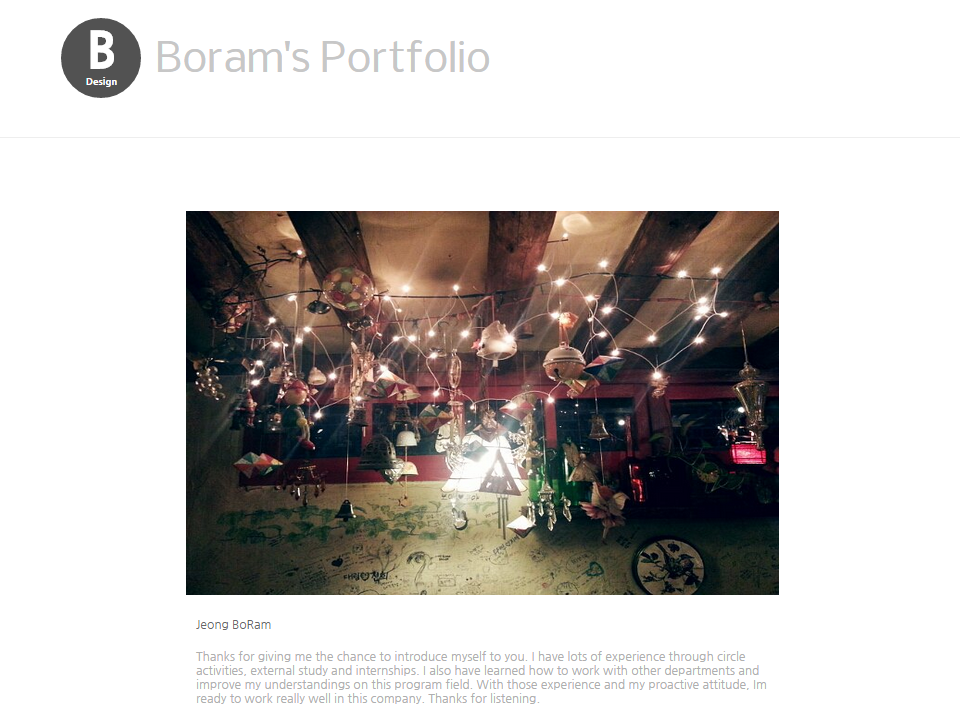 B
Design
Boram's Portfolio
Jeong BoRam
Thanks for giving me the chance to introduce myself to you. I have lots of experience through circle
activities, external study and internships. I also have learned how to work with other departments and
improve my understandings on this program field. With those experience and my proactive attitude, Im
ready to work really well in this company. Thanks for listening.